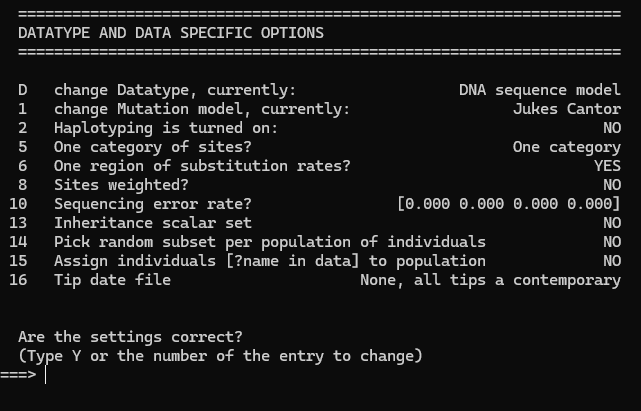 ===================================================================
DATATYPE AND DATA SPECIFIC OPTIONS
===================================================================
D change Datatype, currently: DNA sequence model
1 change Mutation model, currently: Jukes Cantor
2 Haplotyping is turned on: NO
5 One category of sites? One category
6 One region of substitution rates? YES
8 Sites weighted? NO
10 Sequencing error rate? [0.000 0.000 0.000 0.000]
13 Inheritance scalar set NO
14 Pick random subset per population of individuals NO
15 Assign individuals [?name in data] to population NO
16 Tip date file None, all tips a contemporary
Are the settings correct?
(Type Y or the number of the entry to change)
===>